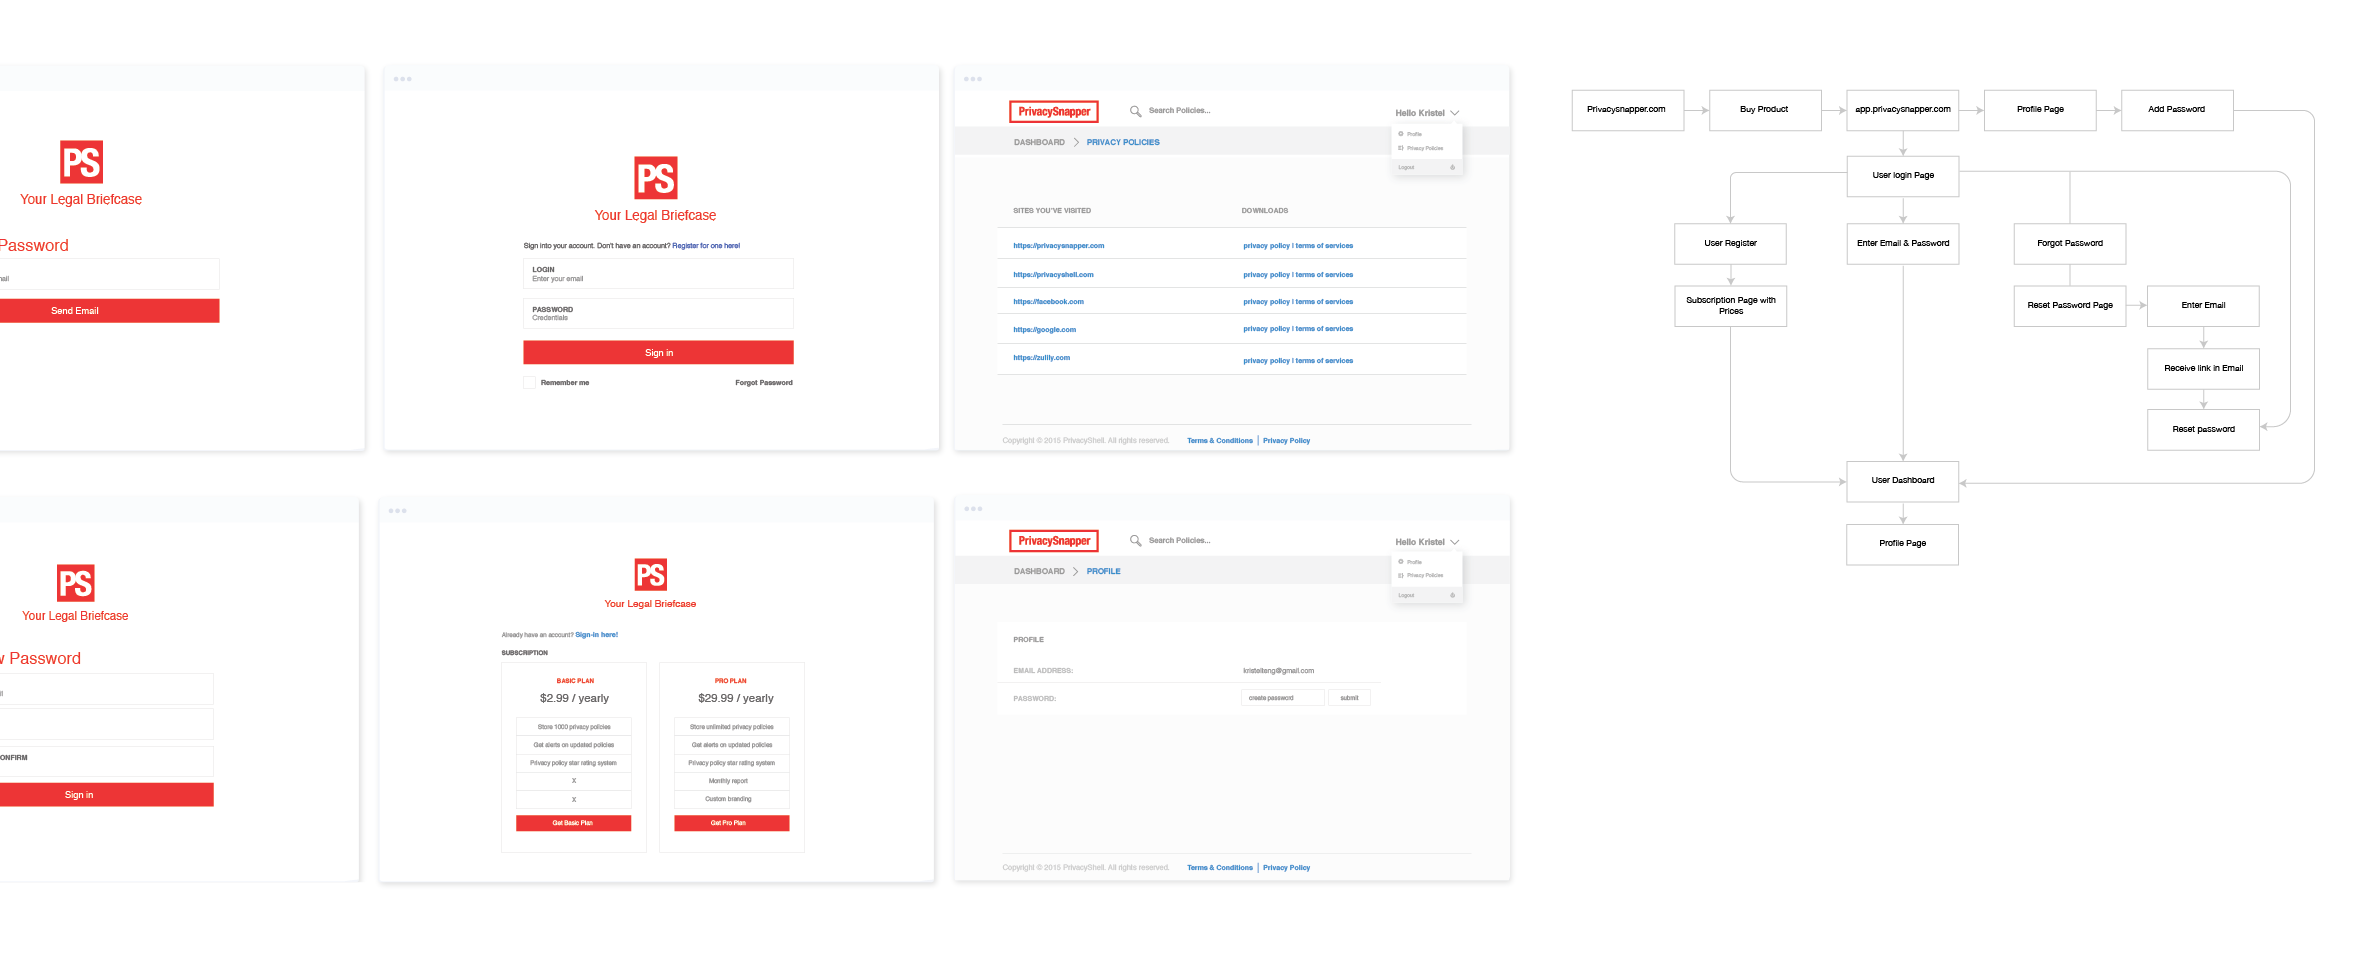 PS
Your Legal Briefcase
Password
Send Email
PS
Your Legal Briefcase
Sign into your account. Don't have an account? Register for one here!
LOGIN
Enter your email
PASSWORD
Credentials
Sign in
Remember me
Forgot Password
PrivacySnapper
Search Policies...
Hello Kristel
Profile
Privacy Policies
Logout
DASHBOARD
PRIVACY POLICIES
SITES YOU'VE VISITED
DOWNLOADS
https://privacysnapper.com
privacy policy | terms of services
https://privacyshell.com
privacy policy | terms of services
https://facebook.com
privacy policy | terms of services
https://google.com
privacy policy | terms of services
https://zulily.com
privacy policy | terms of services
Copyright © 2015 PrivacyShell. All rights reserved.
Terms & Conditions | Privacy Policy
PS
Your Legal Briefcase
Password
Sign in
PS
Your Legal Briefcase
Already have an account? Sign-in here!
SUBSCRIPTION
BASIC PLAN
$2.99 / yearly
Store 1000 privacy policies
Get alerts on updated policies
Privacy policy star rating system
X
X
Get Basic Plan
PRO PLAN
$29.99 / yearly
Store unlimited privacy policies
Get alerts on updated policies
Privacy policy star rating system
Monthly report
Custom branding
Get Pro Plan
PrivacySnapper
Search Policies...
Hello Kristel
Profile
Privacy Policies
Logout
DASHBOARD
PROFILE
PROFILE
EMAIL ADDRESS:
kristelteng@gmail.com
PASSWORD:
create password
submit
Copyright © 2015 PrivacyShell. All rights reserved.
Terms & Conditions | Privacy Policy
Privacysnapper.com
Buy Product
app.privacysnapper.com
Profile Page
Add Password
User login Page
User Register
Enter Email & Password
Forgot Password
Subscription Page with
Prices
Reset Password Page
Enter Email
Receive link in Email
Reset password
User Dashboard
Profile Page